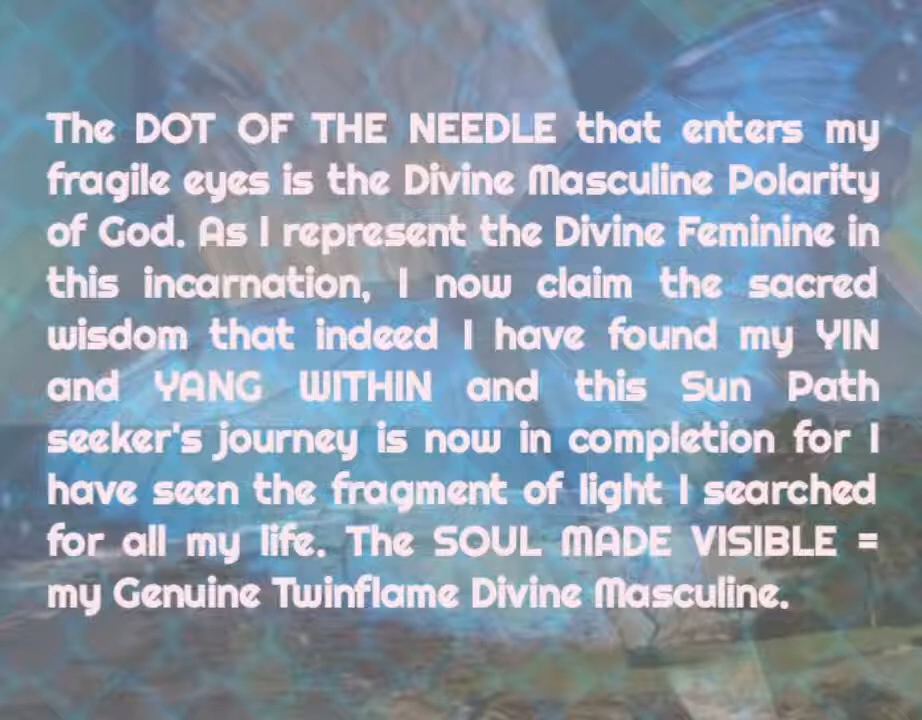 The DOT OF THE NEEDLE that enters my
fragile eyes is the Divine Masculine Polarity
of God. As I represent the Divine Feminine in
this incarnation, I now claim the sacred
wisdom that indeed I have found my YIN
and YANG WITHIN and this Sun Path
seeker's journey is now in completion for I
have seen the fragment of light I searched
for all my life. The SOUL MADE VISIBLE =
my Genuine Twinflame Divine Masculine.